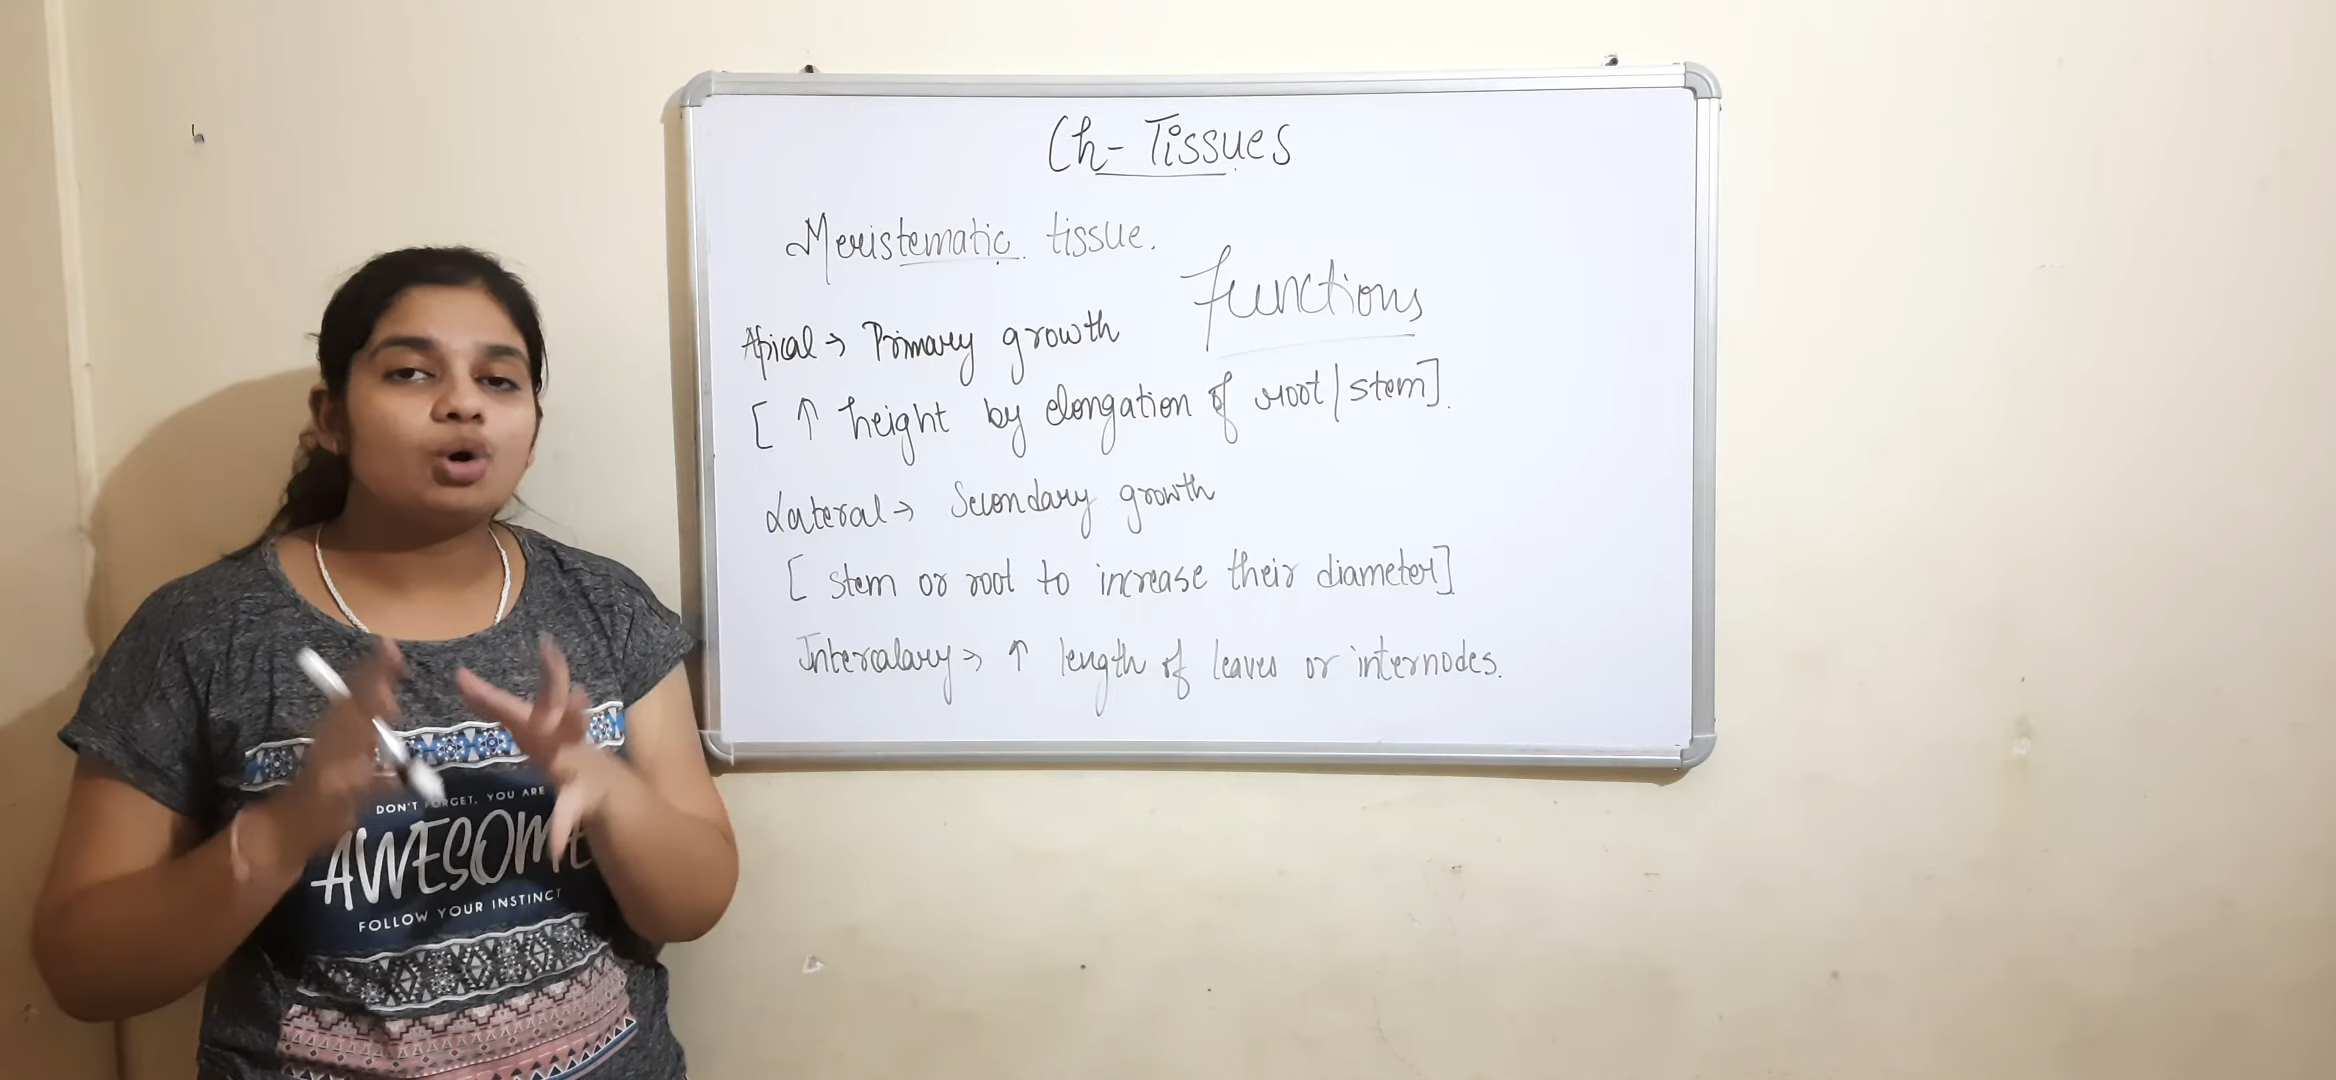 Ch- Tissues
Meristematic tissue.
Functions
Apical → Primary growth
[ ↑ height by elongation of root/stem].
Lateral → Secondary growth
[ stem or root to increase their diameter]
Intercalary → ↑ length of leaves or internodes.
DON'T FORGET, YOU ARE
AWESOME
FOLLOW YOUR INSTINCT